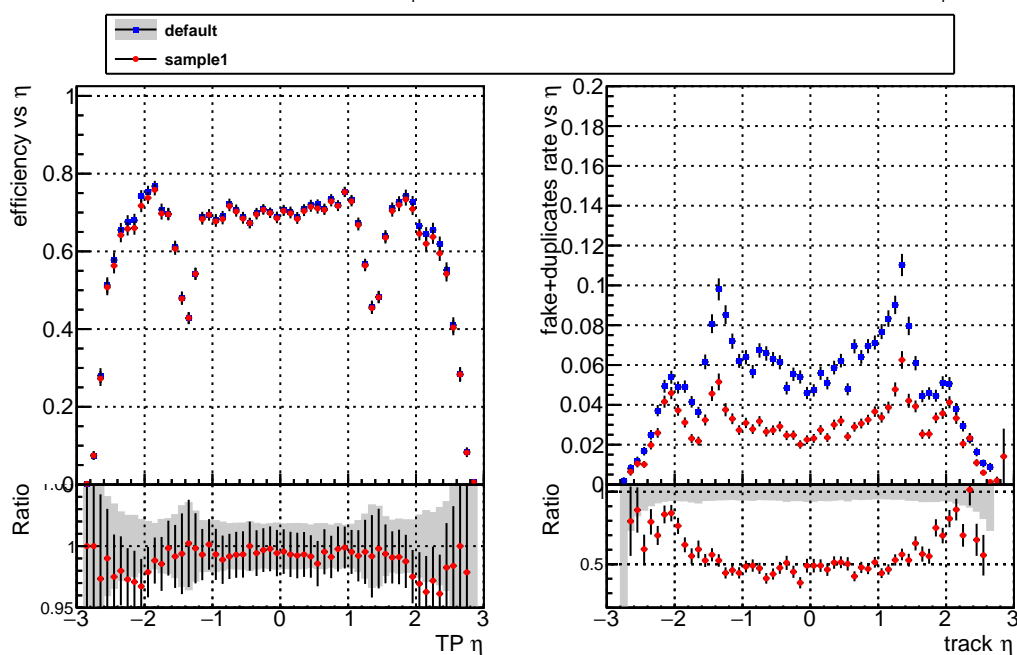 default
sample1
efficiency vs η
1
0.8
0.6
0.4
0.2
0
Ratio
1
0.95
−3 −2 −1 0 1 2 3
TP η
fake+duplicates rate vs η
0.2
0.18
0.16
0.14
0.12
0.1
0.08
0.06
0.04
0.02
0
Ratio
0.5
−3 −2 −1 0 1 2 3
track η